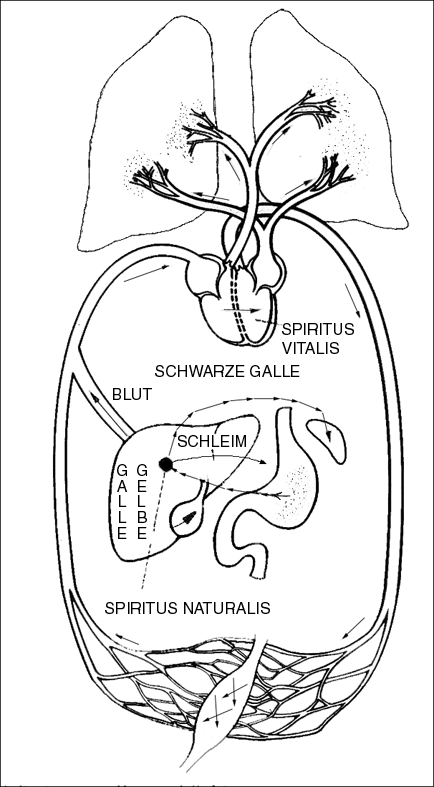 SPIRITUS
VITALIS
SCHWARZE GALLE
BLUT
SCHLEIM
GALLE
GELBE
SPIRITUS NATURALIS